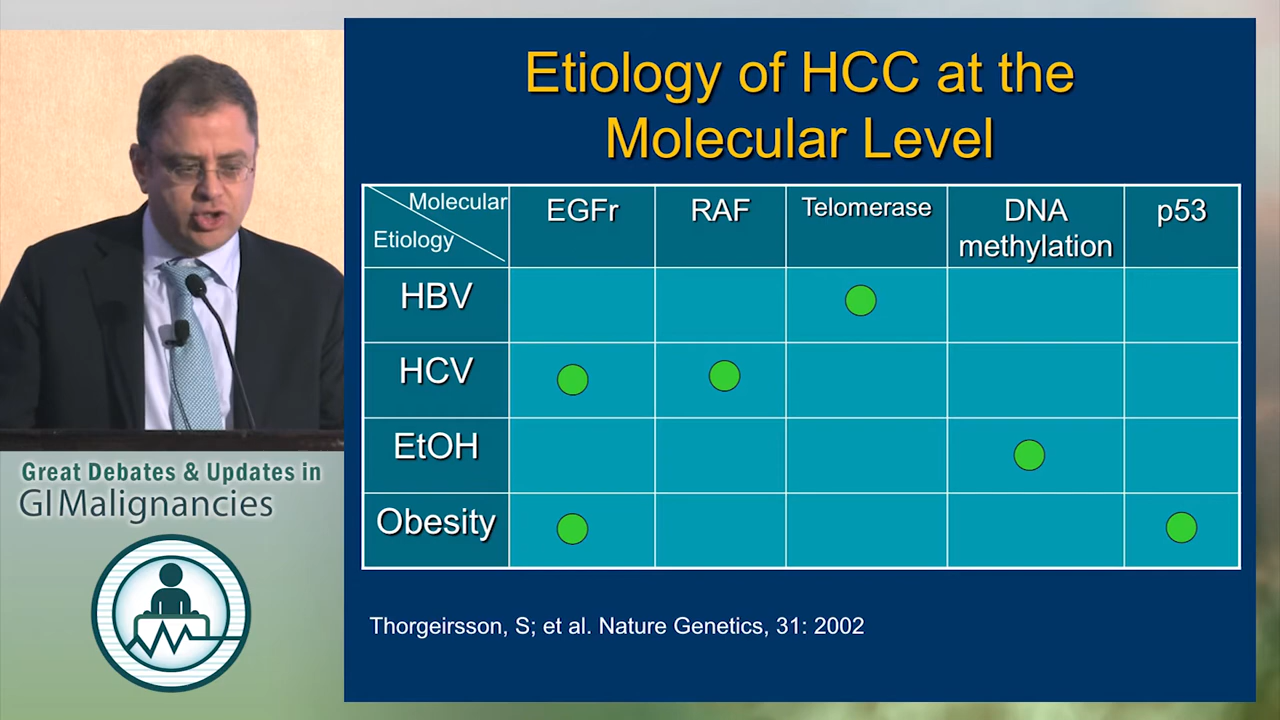 Etiology of HCC at the
Molecular Level
Molecular
Etiology
EGFr
RAF
Telomerase
DNA
methylation
p53
HBV
HCV
EtOH
Obesity
Thorgeirsson, S; et al. Nature Genetics, 31: 2002
Great Debates & Updates in
GI Malignancies